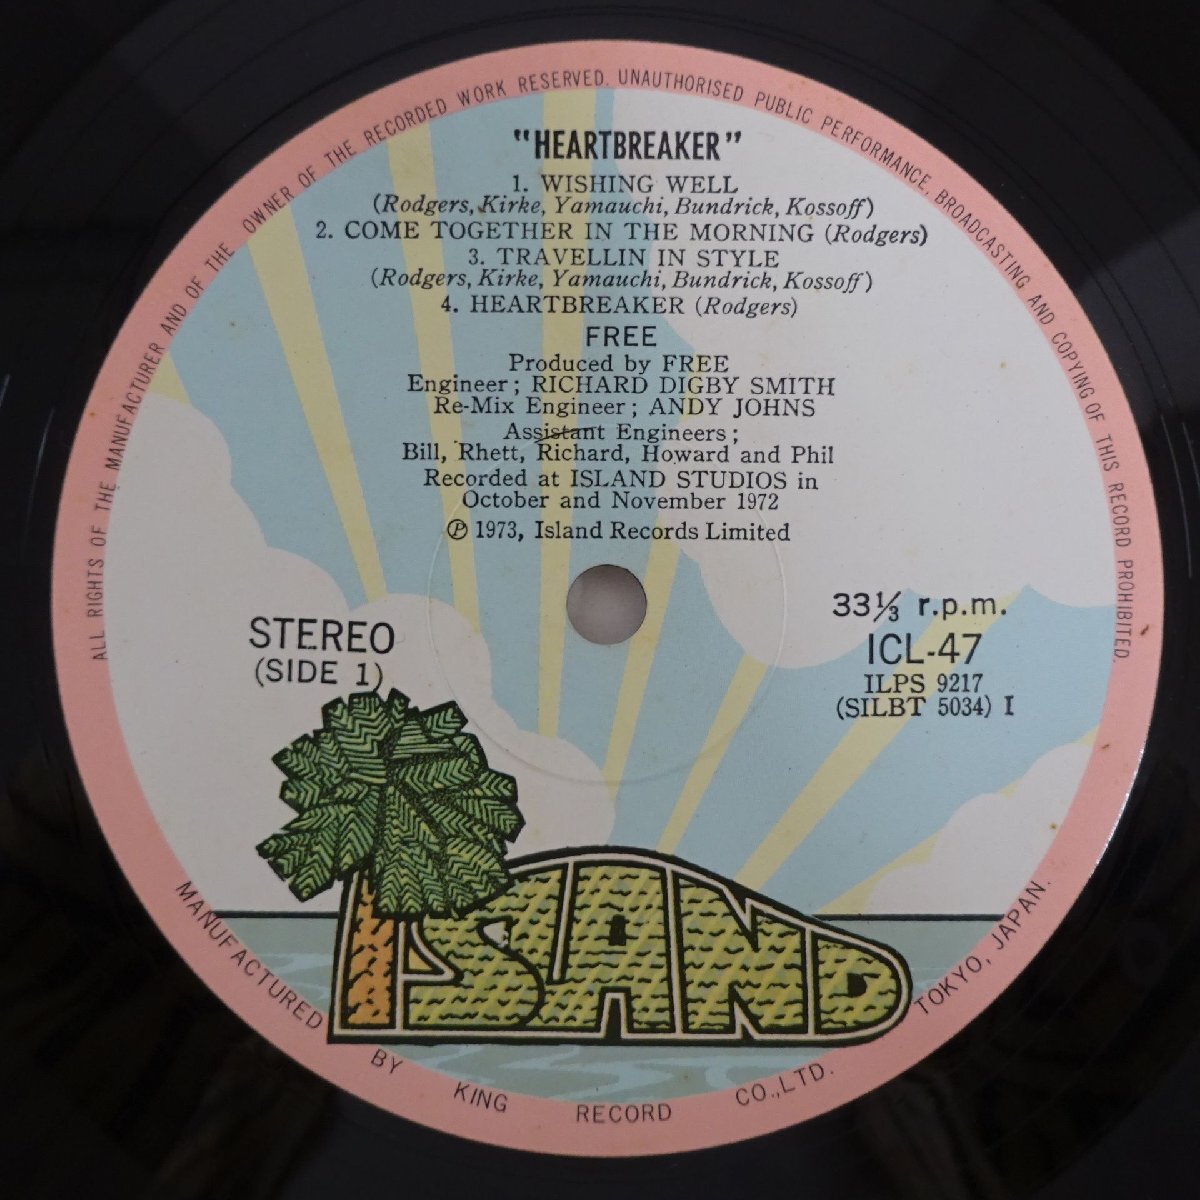 ALL RIGHTS OF THE MANUFACTURER AND OF THE OWNER OF THE RECORDED WORK RESERVED. UNAUTHORISED PUBLIC PERFORMANCE, BROADCASTING AND COPYING OF THIS RECORD PROHIBITED.
"HEARTBREAKER"
1. WISHING WELL
(Rodgers, Kirke, Yamauchi, Bundrick, Kossoff)
2. COME TOGETHER IN THE MORNING (Rodgers)
3. TRAVELLIN IN STYLE
(Rodgers, Kirke, Yamauchi, Bundrick, Kossoff)
4. HEARTBREAKER (Rodgers)
FREE
Produced by FREE
Engineer; RICHARD DIGBY SMITH
Re-Mix Engineer; ANDY JOHNS
Assistant Engineers;
Bill, Rhett, Richard, Howard and Phil
Recorded at ISLAND STUDIOS in
October and November 1972
℗ 1973, Island Records Limited
STEREO
(SIDE 1)
33⅓ r.p.m.
ICL-47
ILPS 9217
(SILBT 5034) I
ISLAND
MANUFACTURED BY KING RECORD CO.,LTD. TOKYO, JAPAN.